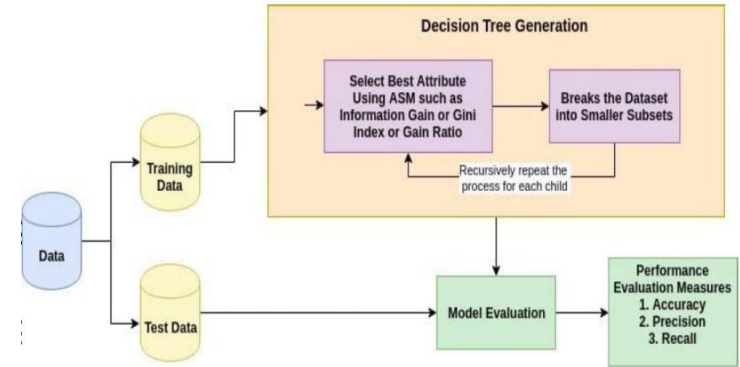 Decision Tree Generation
Select Best Attribute
Using ASM such as
Information Gain or Gini
Index or Gain Ratio
Breaks the Dataset
into Smaller Subsets
Recursively repeat the
process for each child
Training
Data
Data
Test Data
Model Evaluation
Performance
Evaluation Measures
1. Accuracy
2. Precision
3. Recall